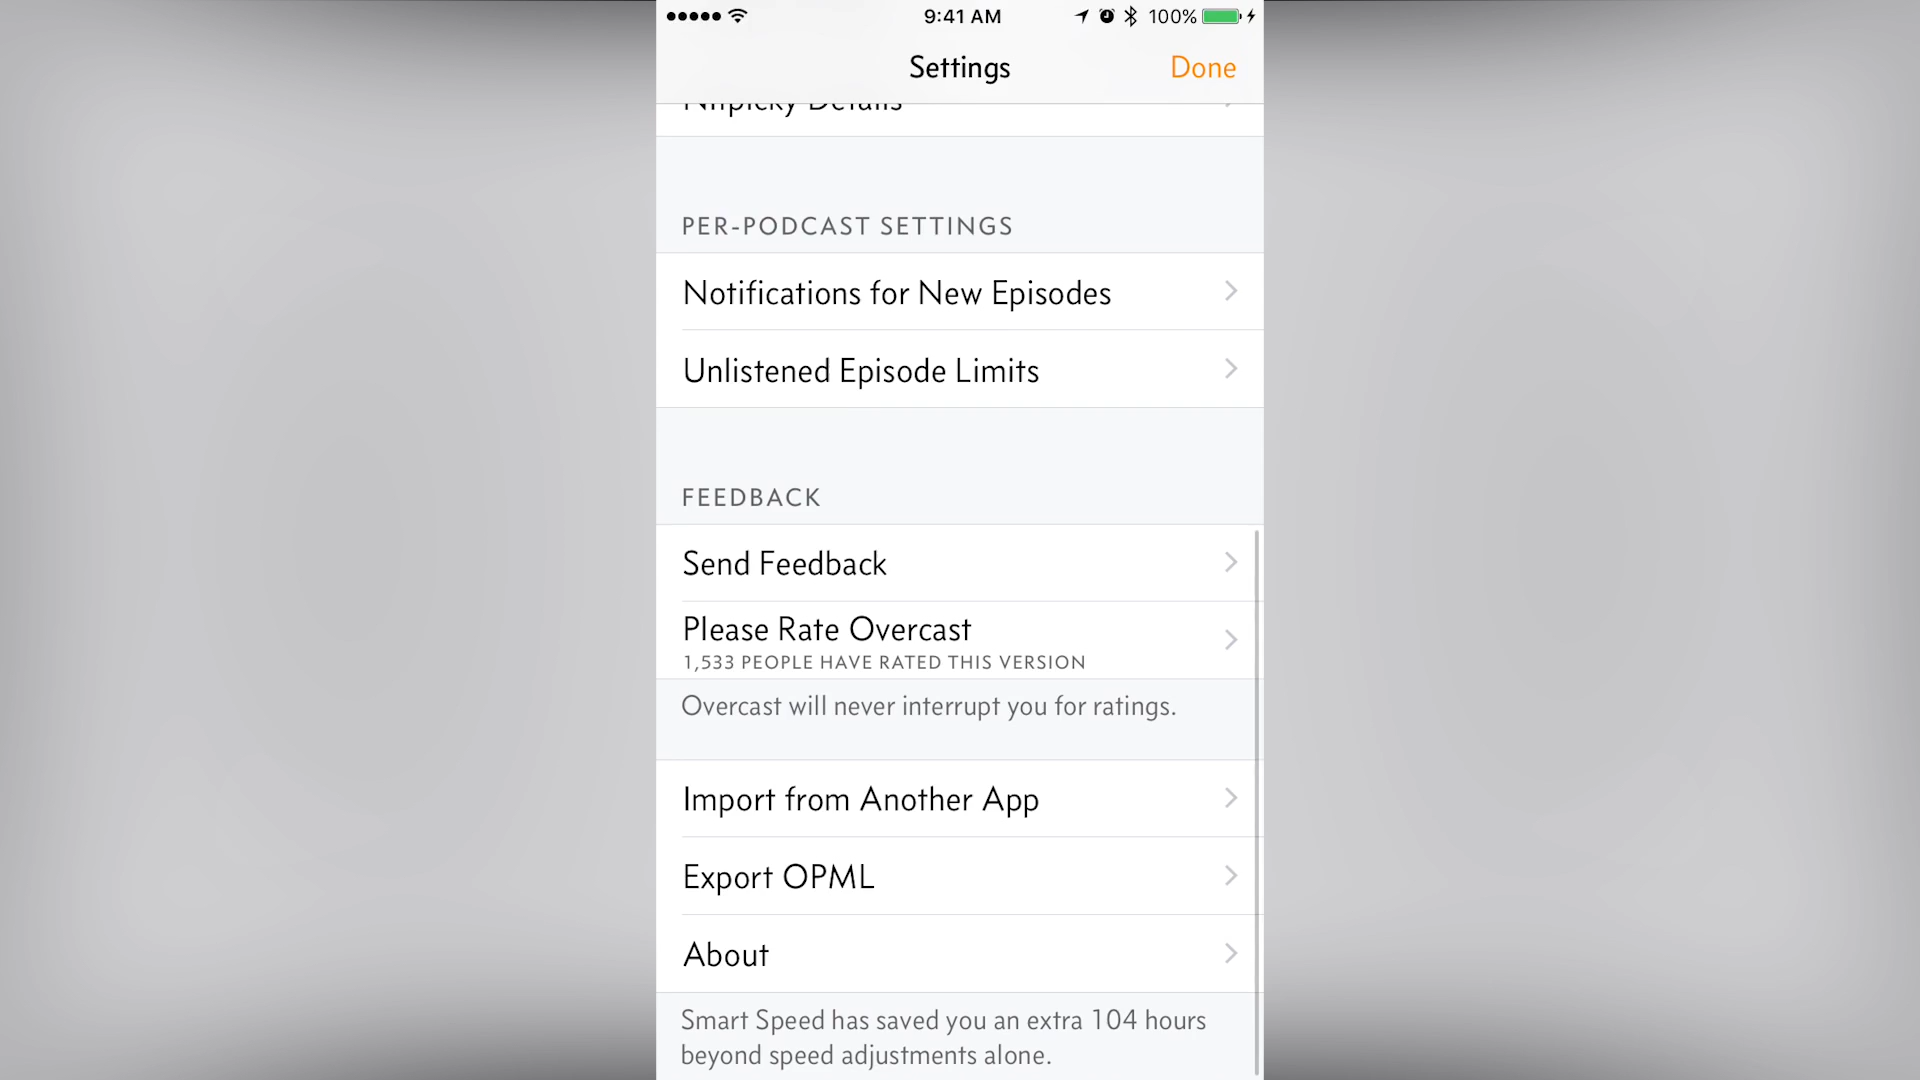 9:41 AM
100%
Settings
Done
Nitpicky Details
PER-PODCAST SETTINGS
Notifications for New Episodes
Unlistened Episode Limits
FEEDBACK
Send Feedback
Please Rate Overcast
1,533 PEOPLE HAVE RATED THIS VERSION
Overcast will never interrupt you for ratings.
Import from Another App
Export OPML
About
Smart Speed has saved you an extra 104 hours
beyond speed adjustments alone.